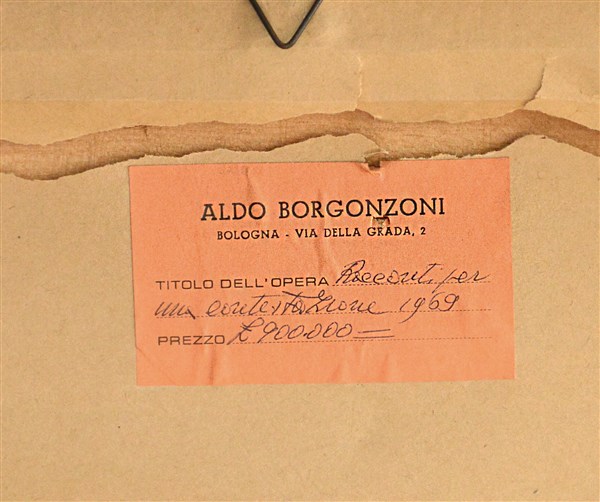 ALDO BORGONZONI
BOLOGNA - VIA DELLA GRADA, 2
TITOLO DELL'OPERA Racconti per
una contestazione 1969
PREZZO £ 900.000 =